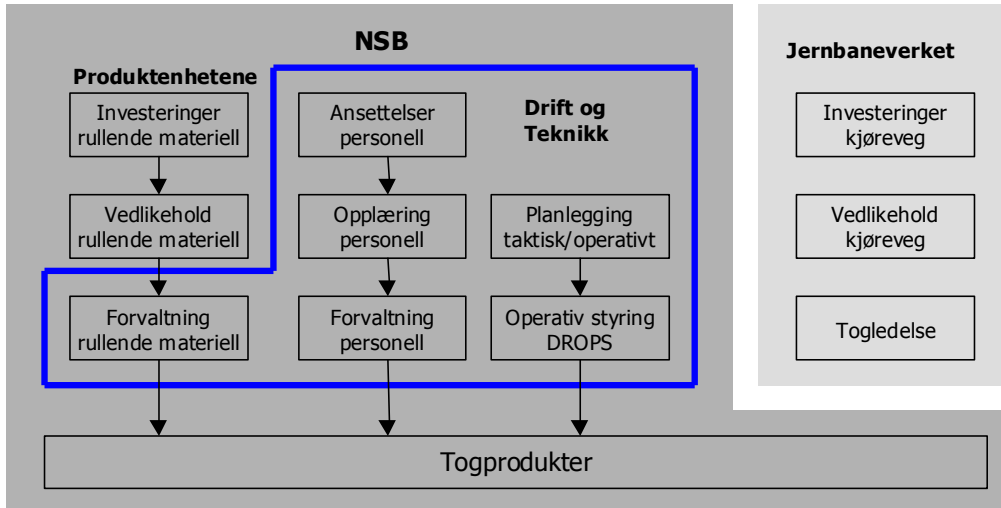 NSB
Produktenhetene
Investeringer
rullende materiell
Vedlikehold
rullende materiell
Forvaltning
rullende materiell
Ansettelser
personell
Opplæring
personell
Forvaltning
personell
Drift og
Teknikk
Planlegging
taktisk/operativt
Operativ styring
DROPS
Togprodukter
Jernbaneverket
Investeringer
kjøreveg
Vedlikehold
kjøreveg
Togledelse